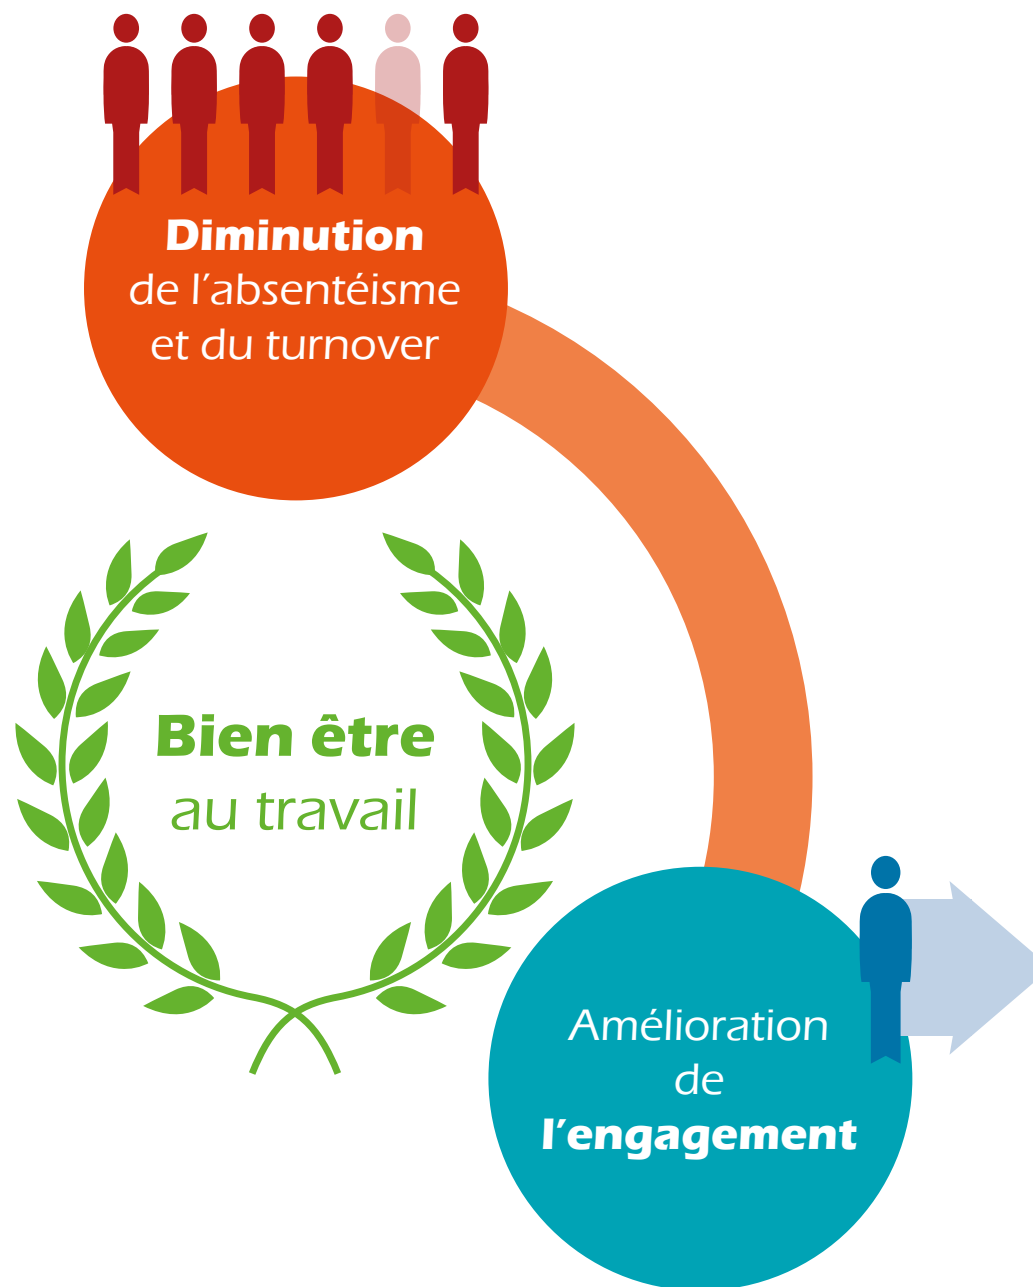 Diminution
de l'absentéisme
et du turnover
Bien être
au travail
Amélioration
de
l'engagement